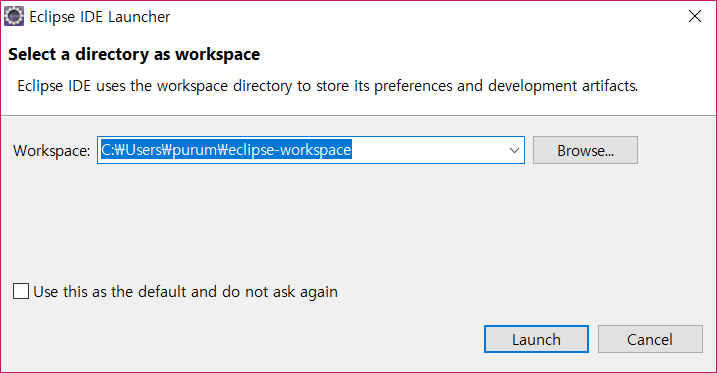 Eclipse IDE Launcher
Select a directory as workspace
Eclipse IDE uses the workspace directory to store its preferences and development artifacts.
Workspace: C:₩Users₩purum₩eclipse-workspace Browse...
Use this as the default and do not ask again
Launch Cancel